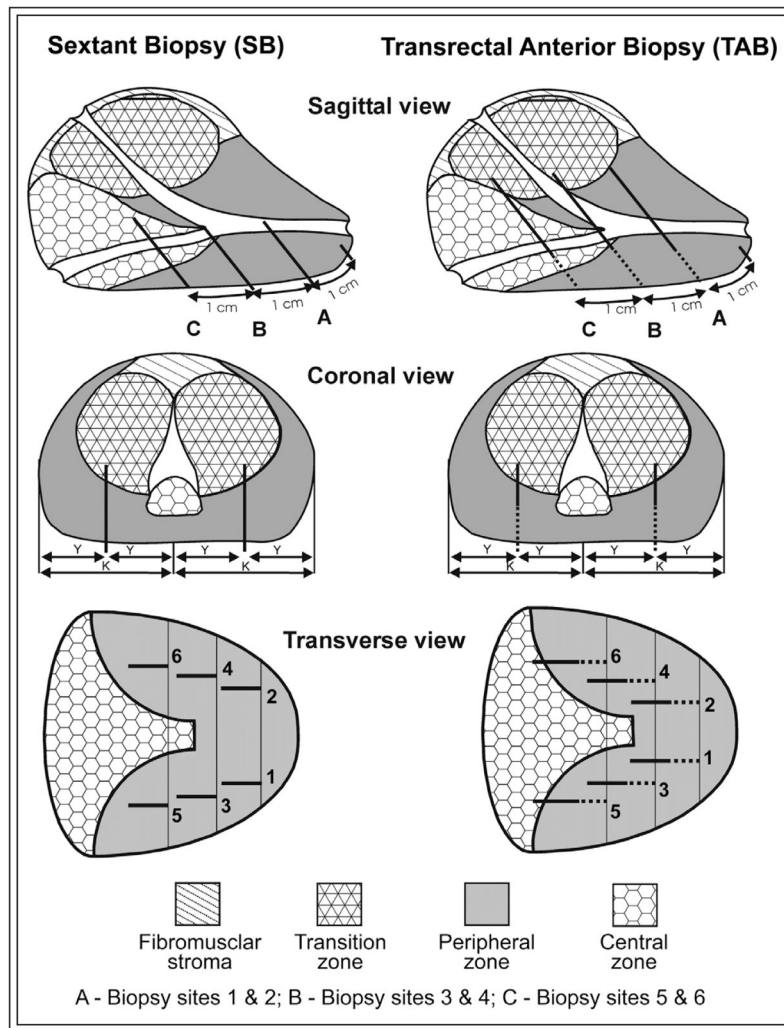 Sextant Biopsy (SB) Transrectal Anterior Biopsy (TAB)
Sagittal view
1 cm 1 cm 1 cm
C B A
1 cm 1 cm 1 cm
C B A
Coronal view
Y Y Y Y
K K
Y Y Y Y
K K
Transverse view
6 4 2
1 3 5
6 4 2
1 3 5
Fibromusclar stroma
Transition zone
Peripheral zone
Central zone
A - Biopsy sites 1 & 2; B - Biopsy sites 3 & 4; C - Biopsy sites 5 & 6